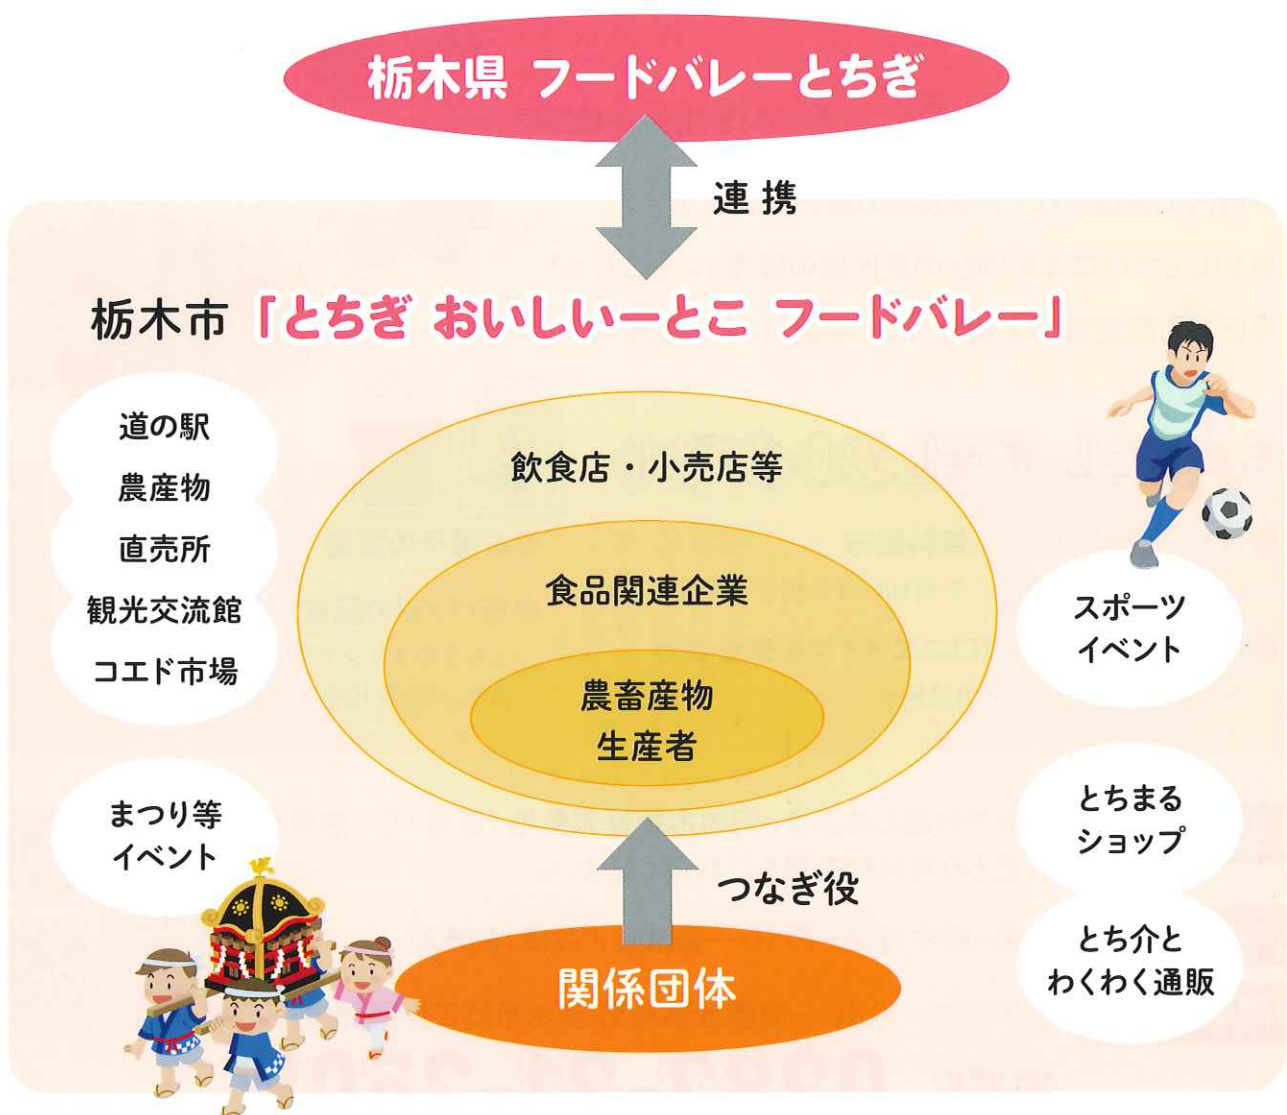 栃木県 フードバレーとちぎ
連携
栃木市「とちぎ おいしいーとこ フードバレー」
道の駅
農産物
直売所
観光交流館
コエド市場
まつり等
イベント
飲食店・小売店等
食品関連企業
農畜産物
生産者
つなぎ役
関係団体
スポーツ
イベント
とちまる
ショップ
とち介と
わくわく通販